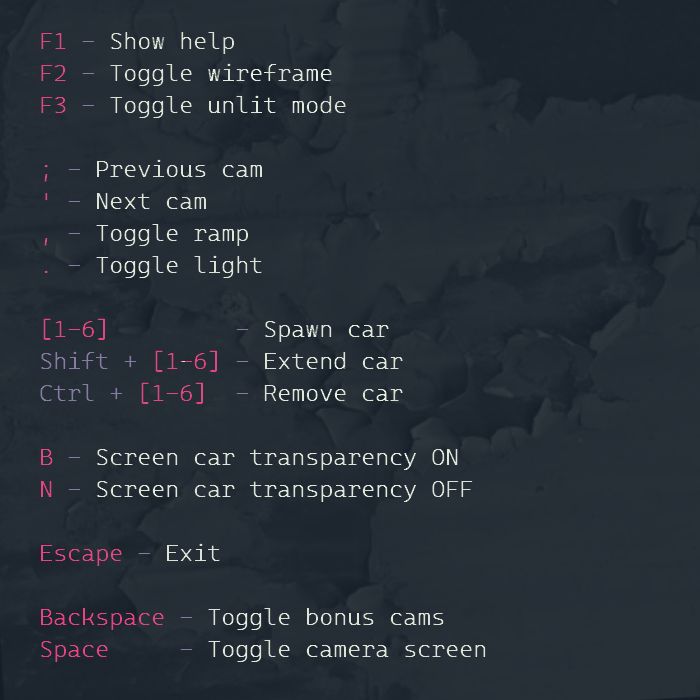 F1 – Show help
F2 – Toggle wireframe
F3 – Toggle unlit mode
; – Previous cam
' – Next cam
, – Toggle ramp
. – Toggle light
[1–6] – Spawn car
Shift + [1–6] – Extend car
Ctrl + [1–6] – Remove car
B – Screen car transparency ON
N – Screen car transparency OFF
Escape – Exit
Backspace – Toggle bonus cams
Space – Toggle camera screen